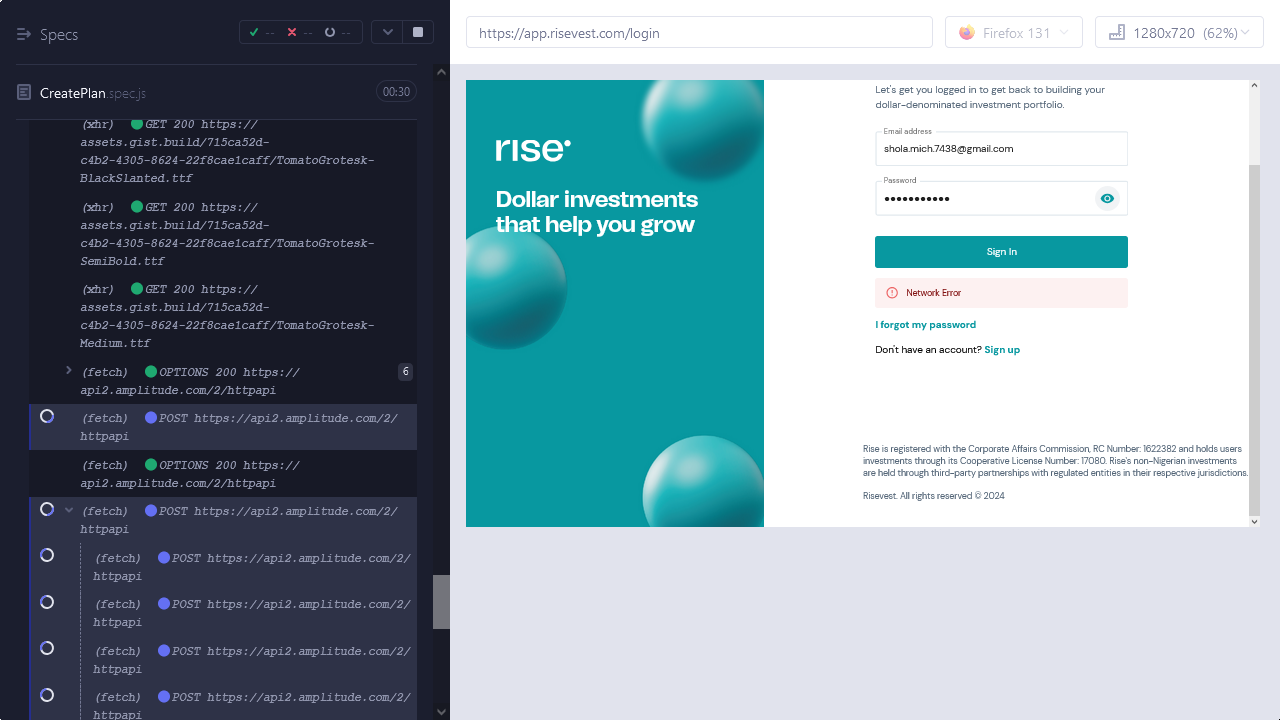 Specs
--
--
--
CreatePlan.spec.js
00:30
(xhr) GET 200 https://
assets.gist.build/715ca52d-
c4b2-4305-8624-22f8cae1caff/TomatoGrotesk-
BlackSlanted.ttf
(xhr) GET 200 https://
assets.gist.build/715ca52d-
c4b2-4305-8624-22f8cae1caff/TomatoGrotesk-
SemiBold.ttf
(xhr) GET 200 https://
assets.gist.build/715ca52d-
c4b2-4305-8624-22f8cae1caff/TomatoGrotesk-
Medium.ttf
(fetch) OPTIONS 200 https://
api2.amplitude.com/2/httpapi
6
(fetch) POST https://api2.amplitude.com/2/
httpapi
(fetch) OPTIONS 200 https://
api2.amplitude.com/2/httpapi
(fetch) POST https://api2.amplitude.com/2/
httpapi
(fetch) POST https://api2.amplitude.com/2/
httpapi
(fetch) POST https://api2.amplitude.com/2/
httpapi
(fetch) POST https://api2.amplitude.com/2/
httpapi
(fetch) POST https://api2.amplitude.com/2/
httpapi
https://app.risevest.com/login
Firefox 131
1280x720 (62%)
rise
Dollar investments
that help you grow
Let's get you logged in to get back to building your
dollar-denominated investment portfolio.
Email address
shola.mich.7438@gmail.com
Password
•••••••••••
Sign In
Network Error
I forgot my password
Don't have an account? Sign up
Rise is registered with the Corporate Affairs Commission, RC Number: 1622382 and holds users
investments through its Cooperative License Number: 17080. Rise's non-Nigerian investments
are held through third-party partnerships with regulated entities in their respective jurisdictions.
Risevest. All rights reserved © 2024